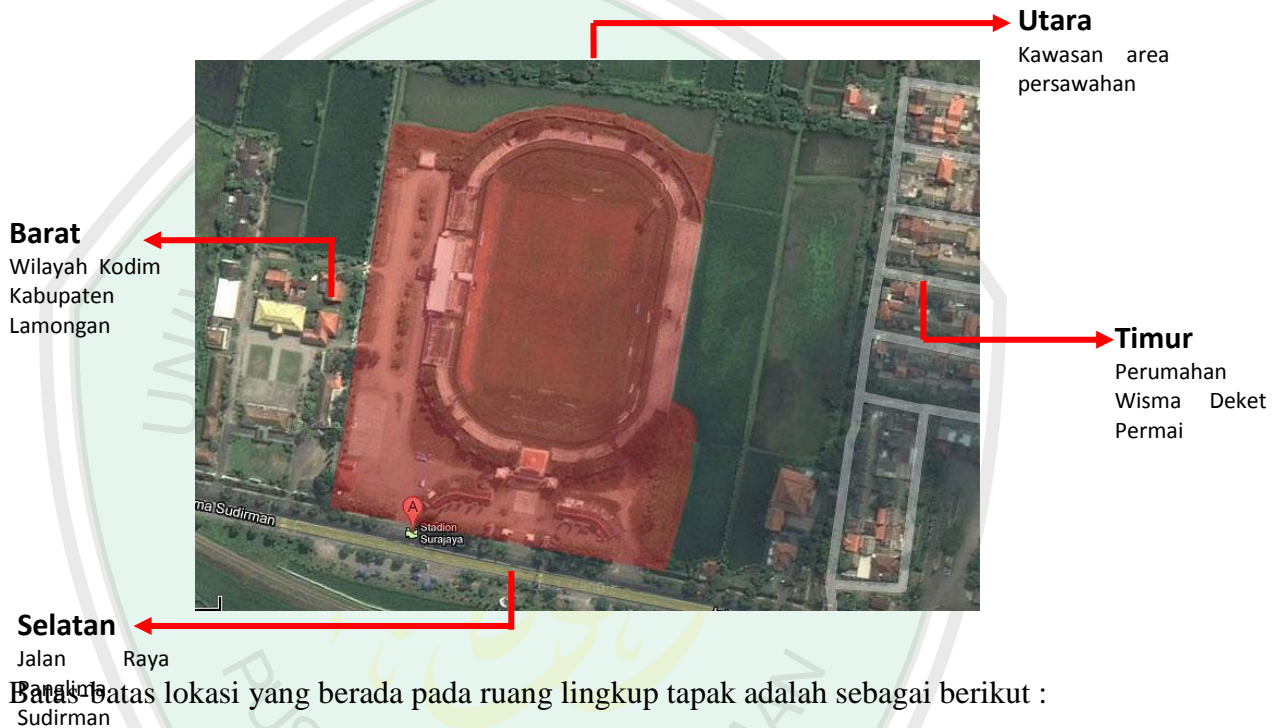 Utara
Kawasan area
persawahan
Barat
Wilayah Kodim
Kabupaten
Lamongan
Timur
Perumahan
Wisma Deket
Permai
ma Sudirman
A
Stadion
Surajaya
Selatan
Jalan Raya
Panglima
Sudirman
Batas-batas lokasi yang berada pada ruang lingkup tapak adalah sebagai berikut :